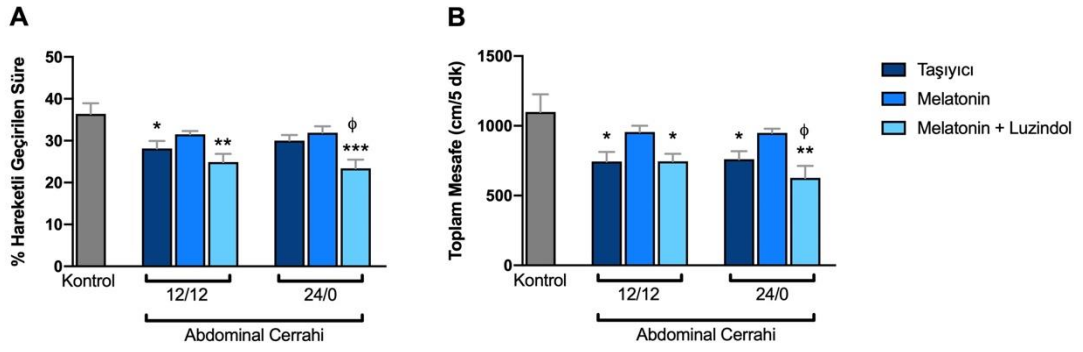 A
% Hareketli Geçirilen Süre
50
40
30
20
10
0
*
**
ϕ
***
Kontrol
12/12
24/0
Abdominal Cerrahi
B
Toplam Mesafe (cm/5 dk)
1500
1000
500
0
*
*
*
ϕ
**
Kontrol
12/12
24/0
Abdominal Cerrahi
Taşıyıcı
Melatonin
Melatonin + Luzindol